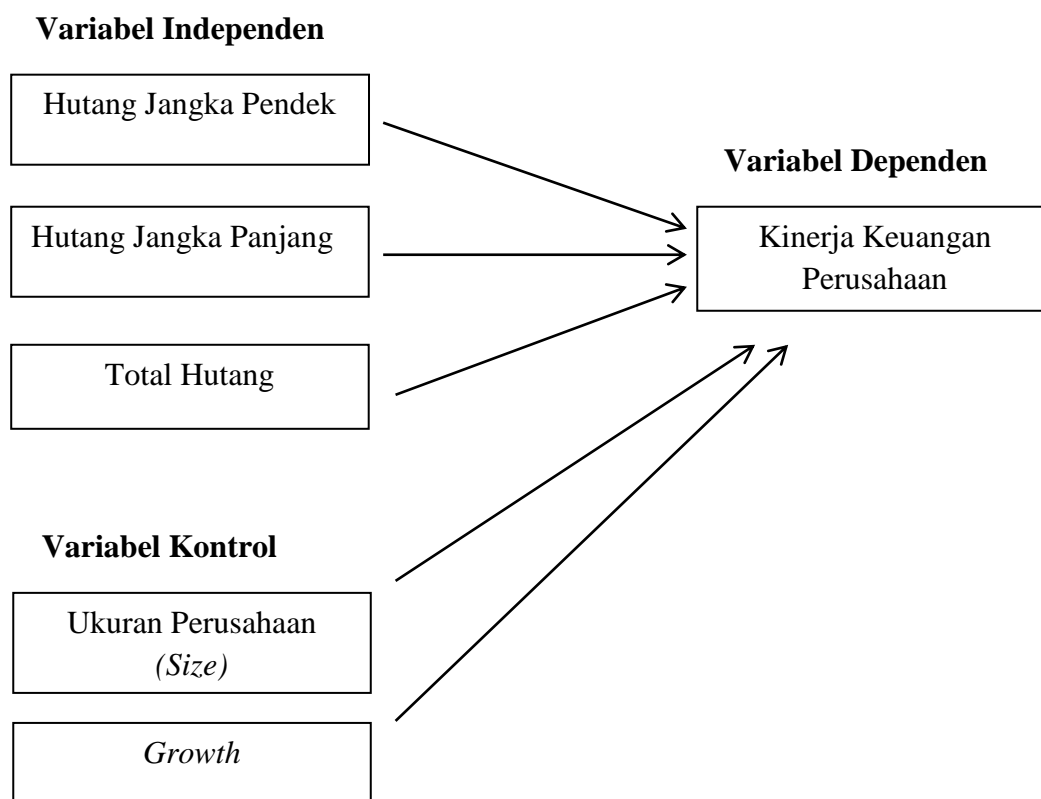 Variabel Independen
Hutang Jangka Pendek
Hutang Jangka Panjang
Total Hutang
Variabel Dependen
Kinerja Keuangan
Perusahaan
Variabel Kontrol
Ukuran Perusahaan
(Size)
Growth